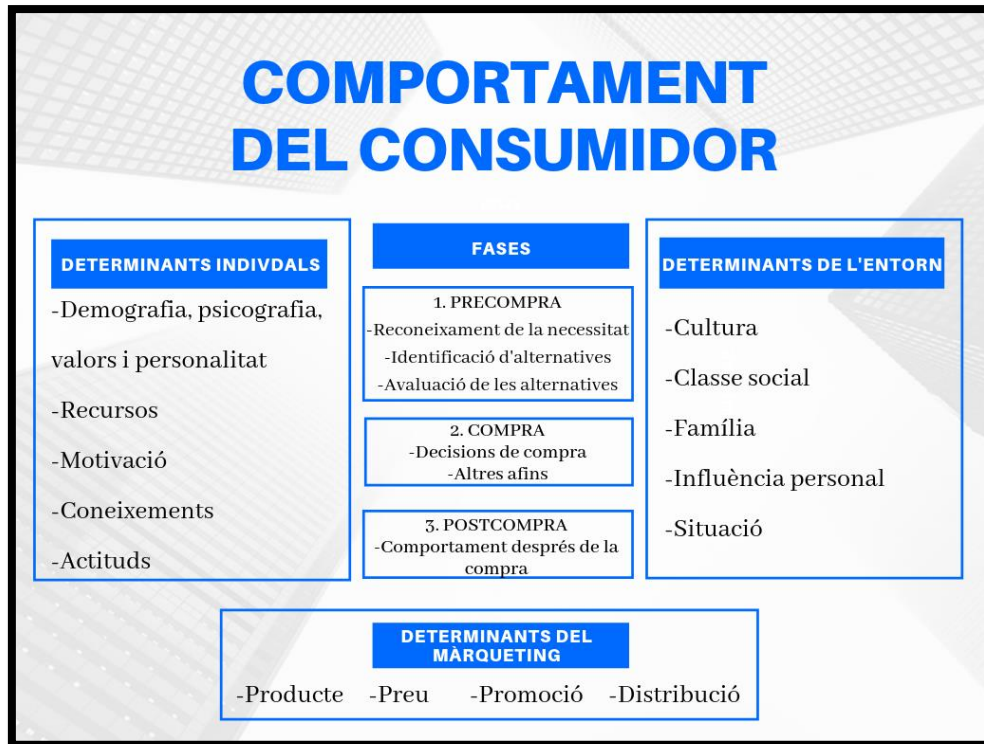 COMPORTAMENT
DEL CONSUMIDOR
DETERMINANTS INDIVDALS
-Demografia, psicografia,
valors i personalitat
-Recursos
-Motivació
-Coneixements
-Actituds
FASES
1. PRECOMPRA
-Reconeixament de la necessitat
-Identificació d'alternatives
-Avaluació de les alternatives
2. COMPRA
-Decisions de compra
-Altres afins
3. POSTCOMPRA
-Comportament després de la
compra
DETERMINANTS DE L'ENTORN
-Cultura
-Classe social
-Família
-Influència personal
-Situació
DETERMINANTS DEL
MÀRQUETING
-Producte -Preu -Promoció -Distribució